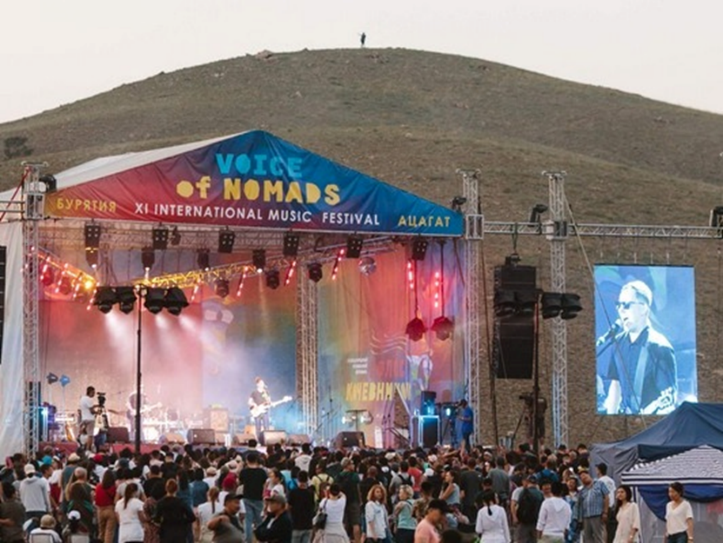 VOICE
of NOMADS
БУРЯТИЯ XI INTERNATIONAL MUSIC FESTIVAL АЦАГАТ